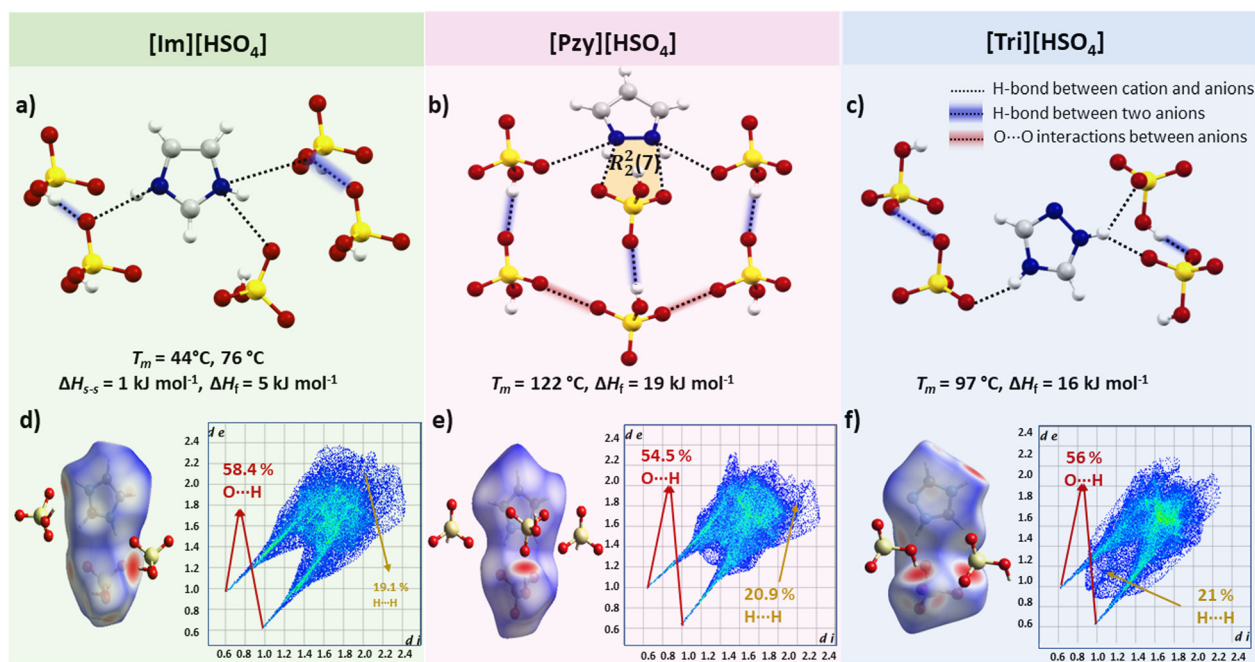 [Im][HSO₄]
[Pzy][HSO₄]
[Tri][HSO₄]
a)
b)
c)
H-bond between cation and anions
H-bond between two anions
O⋯O interactions between anions
R²₂(7)
Tₘ = 44°C, 76 °C
ΔHₛ₋ₛ = 1 kJ mol⁻¹, ΔH_f = 5 kJ mol⁻¹
Tₘ = 122 °C, ΔH_f = 19 kJ mol⁻¹
Tₘ = 97 °C, ΔH_f = 16 kJ mol⁻¹
d)
d e
2.4
2.2
2.0
1.8
1.6
1.4
1.2
1.0
0.8
0.6
58.4 %
O⋯H
19.1 %
H⋯H
d i
0.6 0.8 1.0 1.2 1.4 1.6 1.8 2.0 2.2 2.4
e)
d e
2.4
2.2
2.0
1.8
1.6
1.4
1.2
1.0
0.8
0.6
54.5 %
O⋯H
20.9 %
H⋯H
d i
0.6 0.8 1.0 1.2 1.4 1.6 1.8 2.0 2.2 2.4
f)
d e
2.4
2.2
2.0
1.8
1.6
1.4
1.2
1.0
0.8
0.6
56 %
O⋯H
21 %
H⋯H
d i
0.6 0.8 1.0 1.2 1.4 1.6 1.8 2.0 2.2 2.4